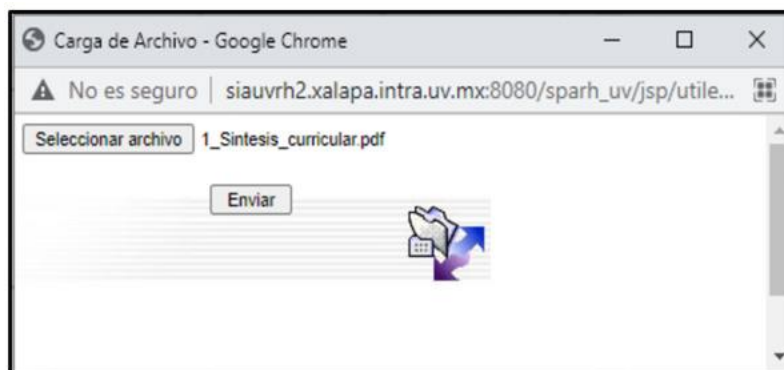 Carga de Archivo - Google Chrome
No es seguro | siauvrh2.xalapa.intra.uv.mx:8080/sparh_uv/jsp/utile...
Seleccionar archivo 1_Sintesis_curricular.pdf
Enviar